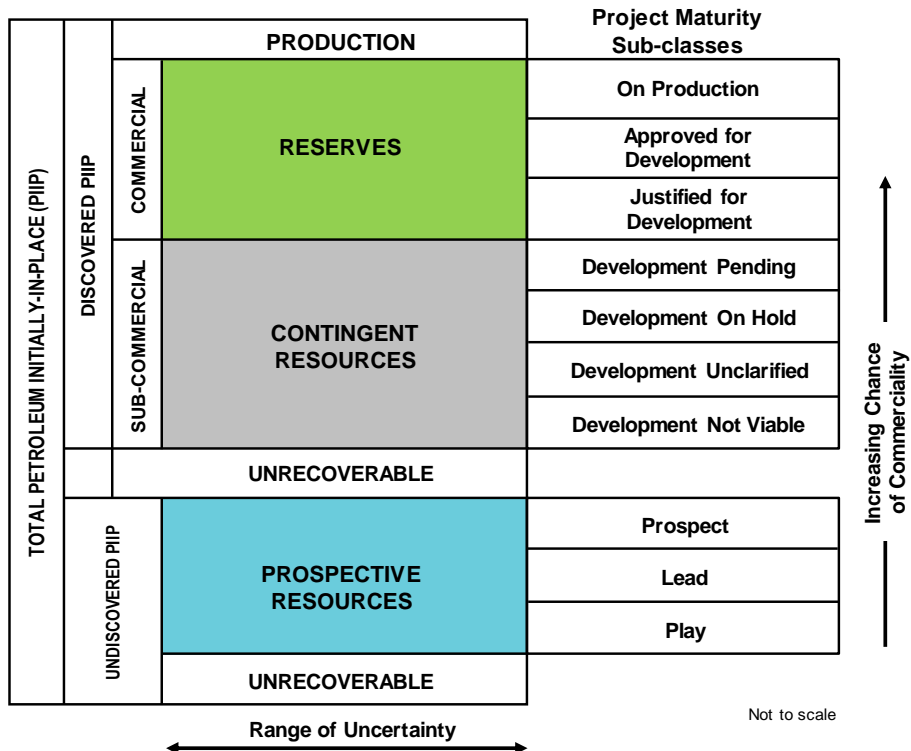 Project Maturity
Sub-classes
PRODUCTION
TOTAL PETROLEUM INITIALLY-IN-PLACE (PIIP)
DISCOVERED PIIP
COMMERCIAL
RESERVES
On Production
Approved for
Development
Justified for
Development
SUB-COMMERCIAL
CONTINGENT
RESOURCES
Development Pending
Development On Hold
Development Unclarified
Development Not Viable
UNRECOVERABLE
UNDISCOVERED PIIP
PROSPECTIVE
RESOURCES
Prospect
Lead
Play
UNRECOVERABLE
Increasing Chance
of Commerciality
Not to scale
Range of Uncertainty